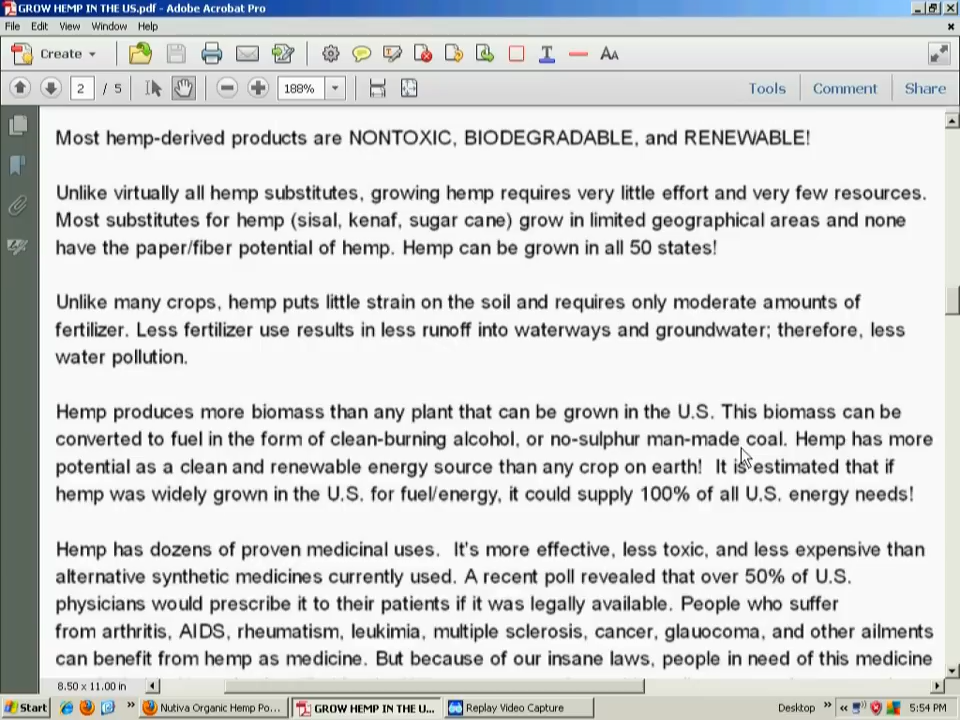 GROW HEMP IN THE US.pdf - Adobe Acrobat Pro
File Edit View Window Help
Create
2 / 5 188% Tools Comment Share
Most hemp-derived products are NONTOXIC, BIODEGRADABLE, and RENEWABLE!
Unlike virtually all hemp substitutes, growing hemp requires very little effort and very few resources.
Most substitutes for hemp (sisal, kenaf, sugar cane) grow in limited geographical areas and none
have the paper/fiber potential of hemp. Hemp can be grown in all 50 states!
Unlike many crops, hemp puts little strain on the soil and requires only moderate amounts of
fertilizer. Less fertilizer use results in less runoff into waterways and groundwater; therefore, less
water pollution.
Hemp produces more biomass than any plant that can be grown in the U.S. This biomass can be
converted to fuel in the form of clean-burning alcohol, or no-sulphur man-made coal. Hemp has more
potential as a clean and renewable energy source than any crop on earth! It is estimated that if
hemp was widely grown in the U.S. for fuel/energy, it could supply 100% of all U.S. energy needs!
Hemp has dozens of proven medicinal uses. It's more effective, less toxic, and less expensive than
alternative synthetic medicines currently used. A recent poll revealed that over 50% of U.S.
physicians would prescribe it to their patients if it was legally available. People who suffer
from arthritis, AIDS, rheumatism, leukimia, multiple sclerosis, cancer, glauocoma, and other ailments
can benefit from hemp as medicine. But because of our insane laws, people in need of this medicine
8.50 x 11.00 in
Start Nutiva Organic Hemp Po... GROW HEMP IN THE U... Replay Video Capture Desktop 5:54 PM